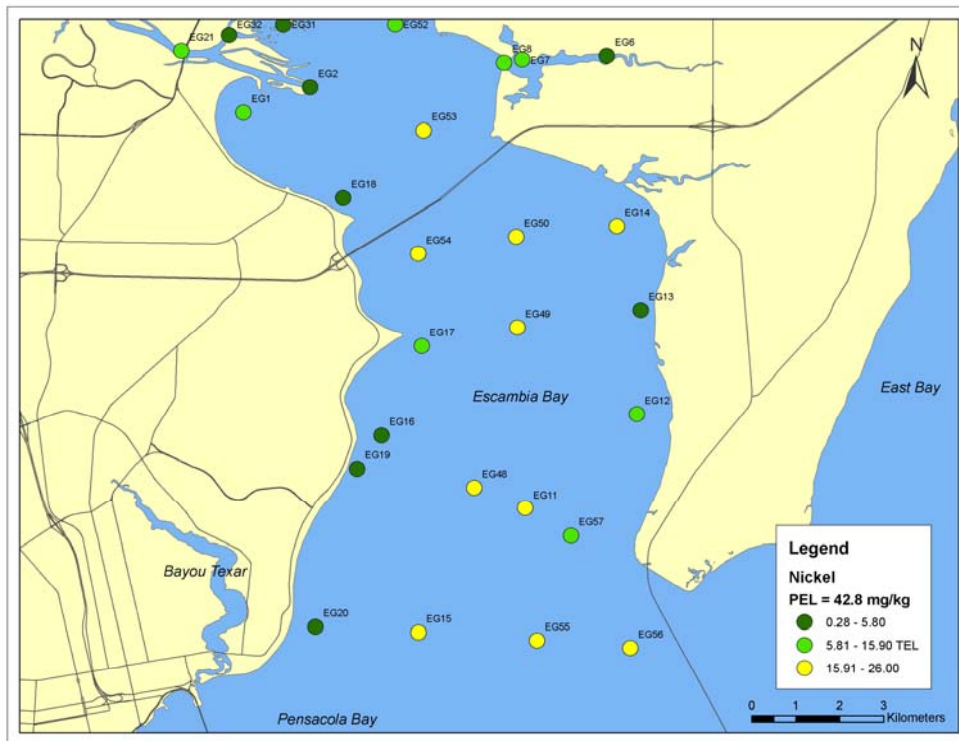 EG32
EG31
EG52
EG21
EG8
EG7
EG6
N
EG2
EG1
EG53
EG18
EG14
EG50
EG54
EG13
EG49
EG17
Escambia Bay
East Bay
EG12
EG16
EG19
EG48
EG11
EG57
Bayou Texar
Legend
Nickel
PEL = 42.8 mg/kg
0.28 - 5.80
5.81 - 15.90 TEL
15.91 - 26.00
EG20
EG15
EG55
EG56
Pensacola Bay
0 1 2 3
Kilometers